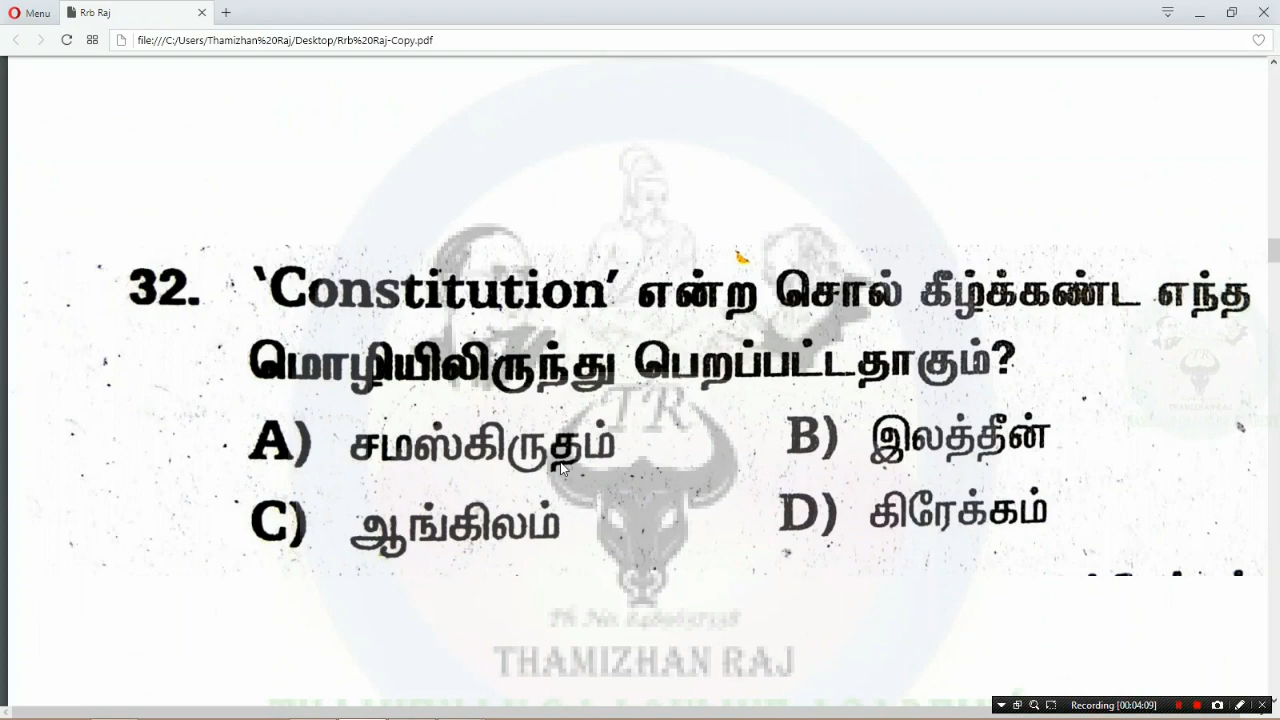 Menu
Rrb Raj
file:///C:/Users/Thamizhan%20Raj/Desktop/Rrb%20Raj-Copy.pdf
32. 'Constitution' என்ற சொல் கீழ்க்கண்ட எந்த
மொழியிலிருந்து பெறப்பட்டதாகும்?
A) சமஸ்கிருதம் B) இலத்தீன்
C) ஆங்கிலம் D) கிரேக்கம்
TR
THAMIZHAN RAJ
Recording [00:04:09]